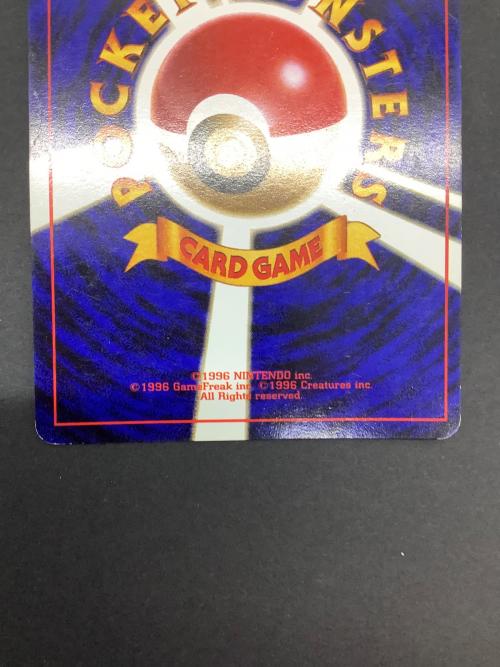 POCKET MONSTERS
CARD GAME
©1996 NINTENDO inc.
©1996 GameFreak inc. ©1996 Creatures inc.
All Rights reserved.